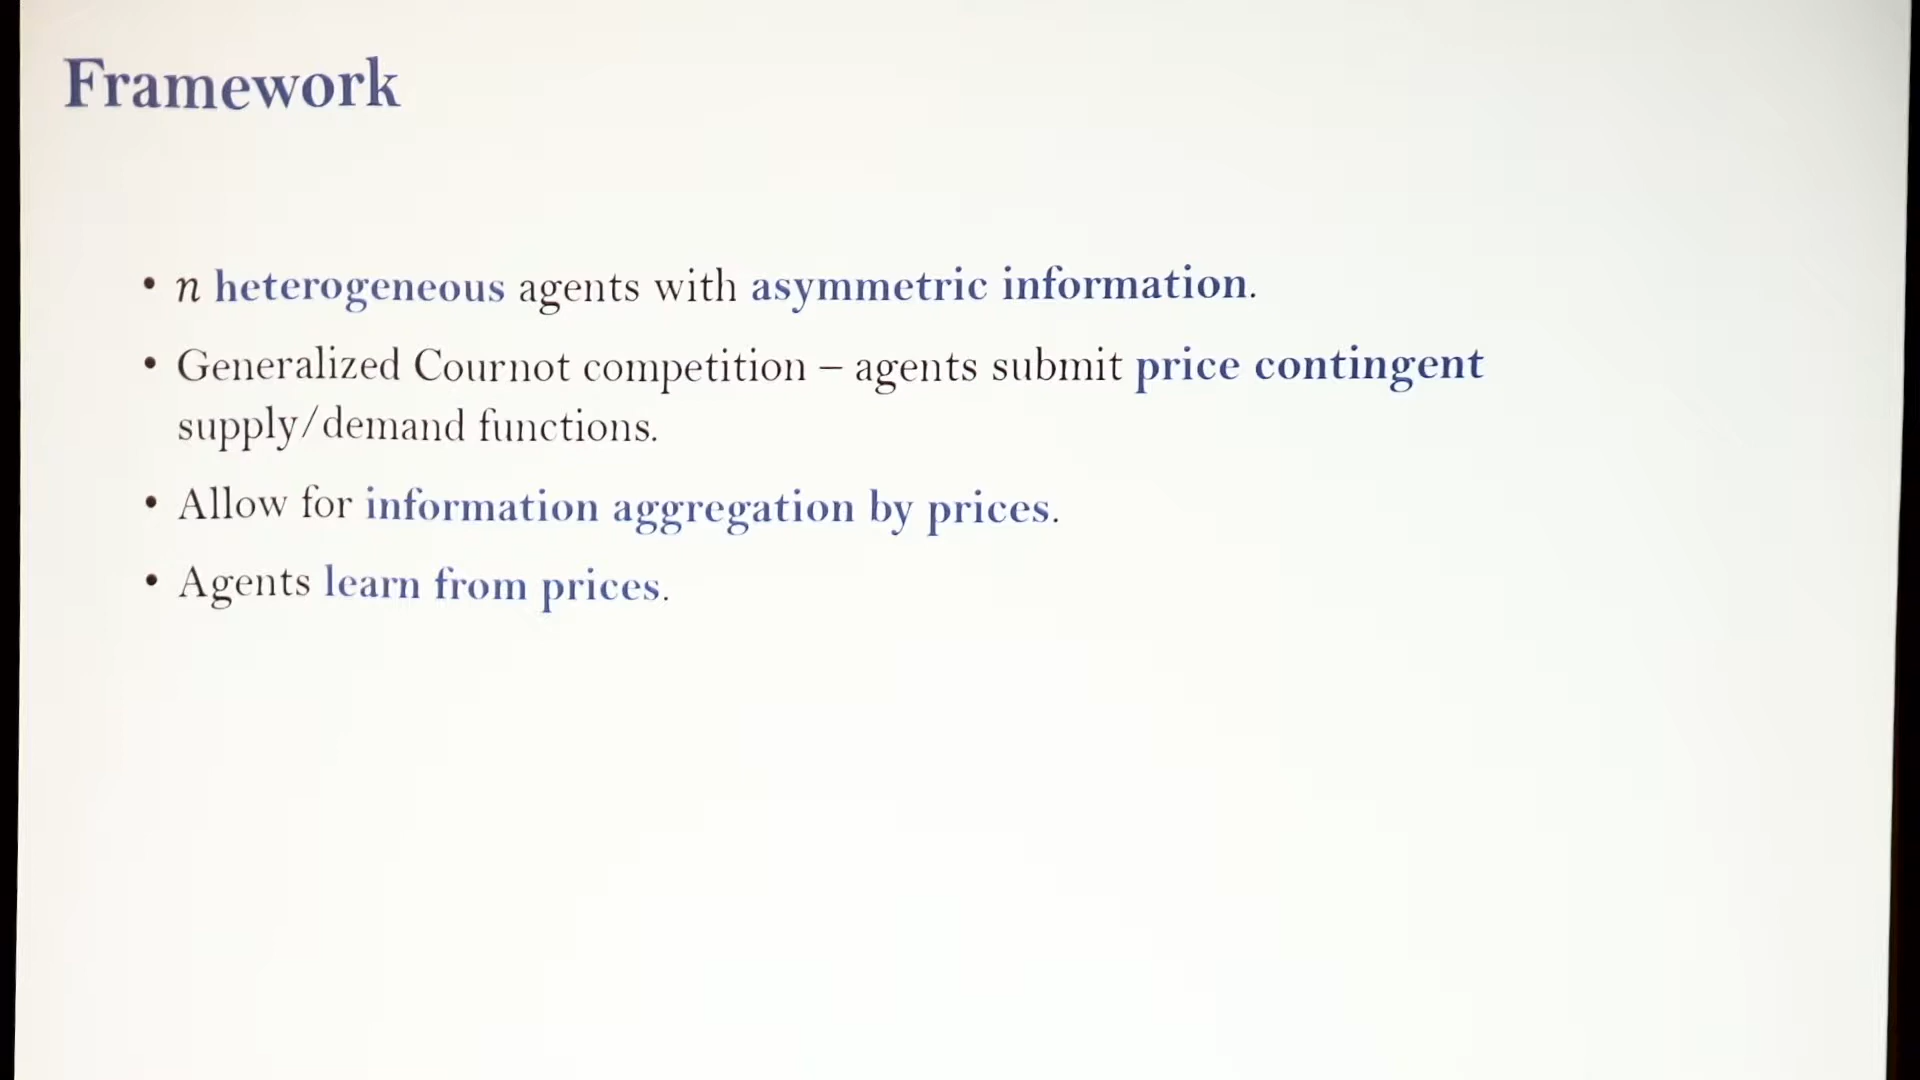 Framework
• n heterogeneous agents with asymmetric information.
• Generalized Cournot competition – agents submit price contingent
supply/demand functions.
• Allow for information aggregation by prices.
• Agents learn from prices.